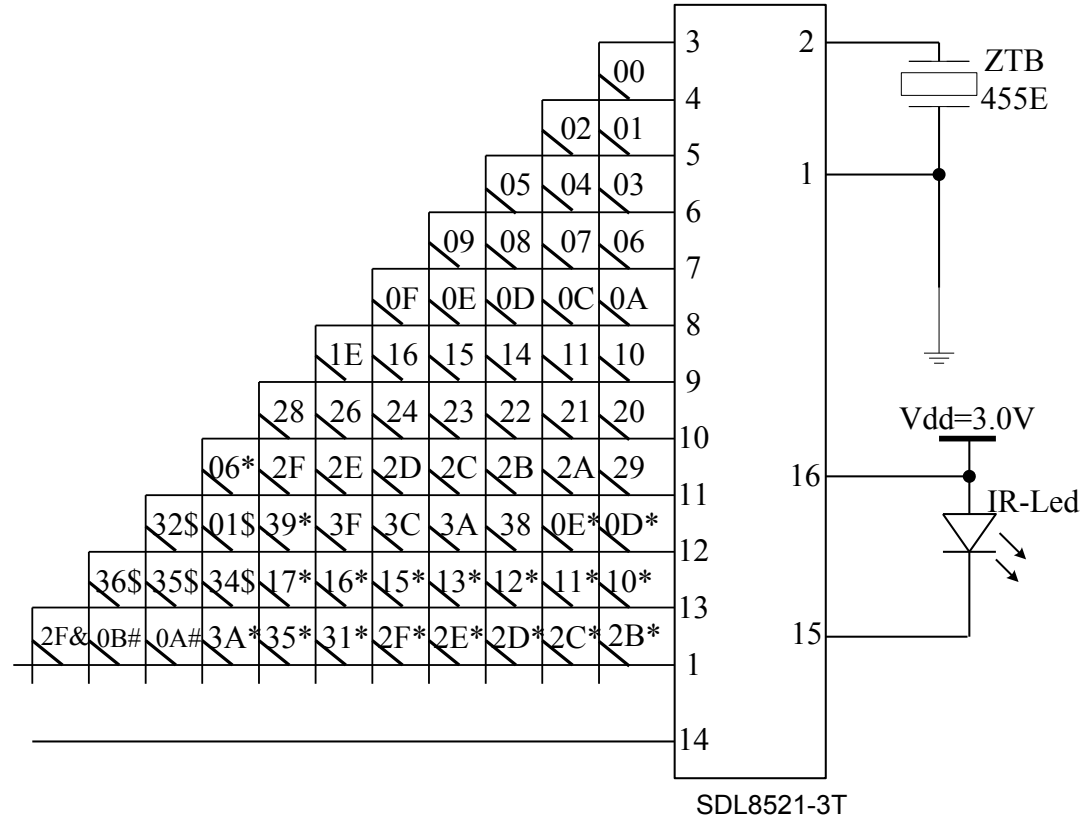 3 2
ZTB
00
455E
4
02 01
5
1
05 04 03
6
09 08 07 06
7
0F 0E 0D 0C 0A
8
1E 16 15 14 11 10
9
28 26 24 23 22 21 20
Vdd=3.0V
10
06* 2F 2E 2D 2C 2B 2A 29
16
11
IR-Led
32$ 01$ 39* 3F 3C 3A 38 0E* 0D*
12
36$ 35$ 34$ 17* 16* 15* 13* 12* 11* 10*
13
2F& 0B# 0A# 3A* 35* 31* 2F* 2E* 2D* 2C* 2B*
15
1
14
SDL8521-3T